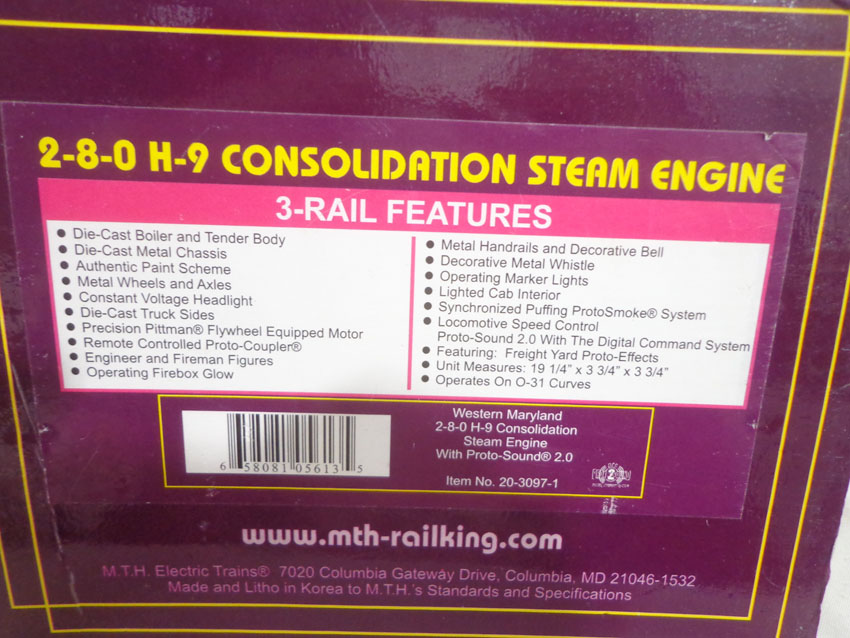 2-8-0 H-9 CONSOLIDATION STEAM ENGINE
3-RAIL FEATURES
• Die-Cast Boiler and Tender Body
• Die-Cast Metal Chassis
• Authentic Paint Scheme
• Metal Wheels and Axles
• Constant Voltage Headlight
• Die-Cast Truck Sides
• Precision Pittman® Flywheel Equipped Motor
• Remote Controlled Proto-Coupler®
• Engineer and Fireman Figures
• Operating Firebox Glow
• Metal Handrails and Decorative Bell
• Decorative Metal Whistle
• Operating Marker Lights
• Lighted Cab Interior
• Synchronized Puffing ProtoSmoke® System
• Locomotive Speed Control
Proto-Sound 2.0 With The Digital Command System
• Featuring: Freight Yard Proto-Effects
• Unit Measures: 19 1/4" x 3 3/4" x 3 3/4"
• Operates On O-31 Curves
6 58081 05613 5
Western Maryland
2-8-0 H-9 Consolidation
Steam Engine
With Proto-Sound® 2.0
Item No. 20-3097-1
www.mth-railking.com
M.T.H. Electric Trains® 7020 Columbia Gateway Drive, Columbia, MD 21046-1532
Made and Litho in Korea to M.T.H.'s Standards and Specifications